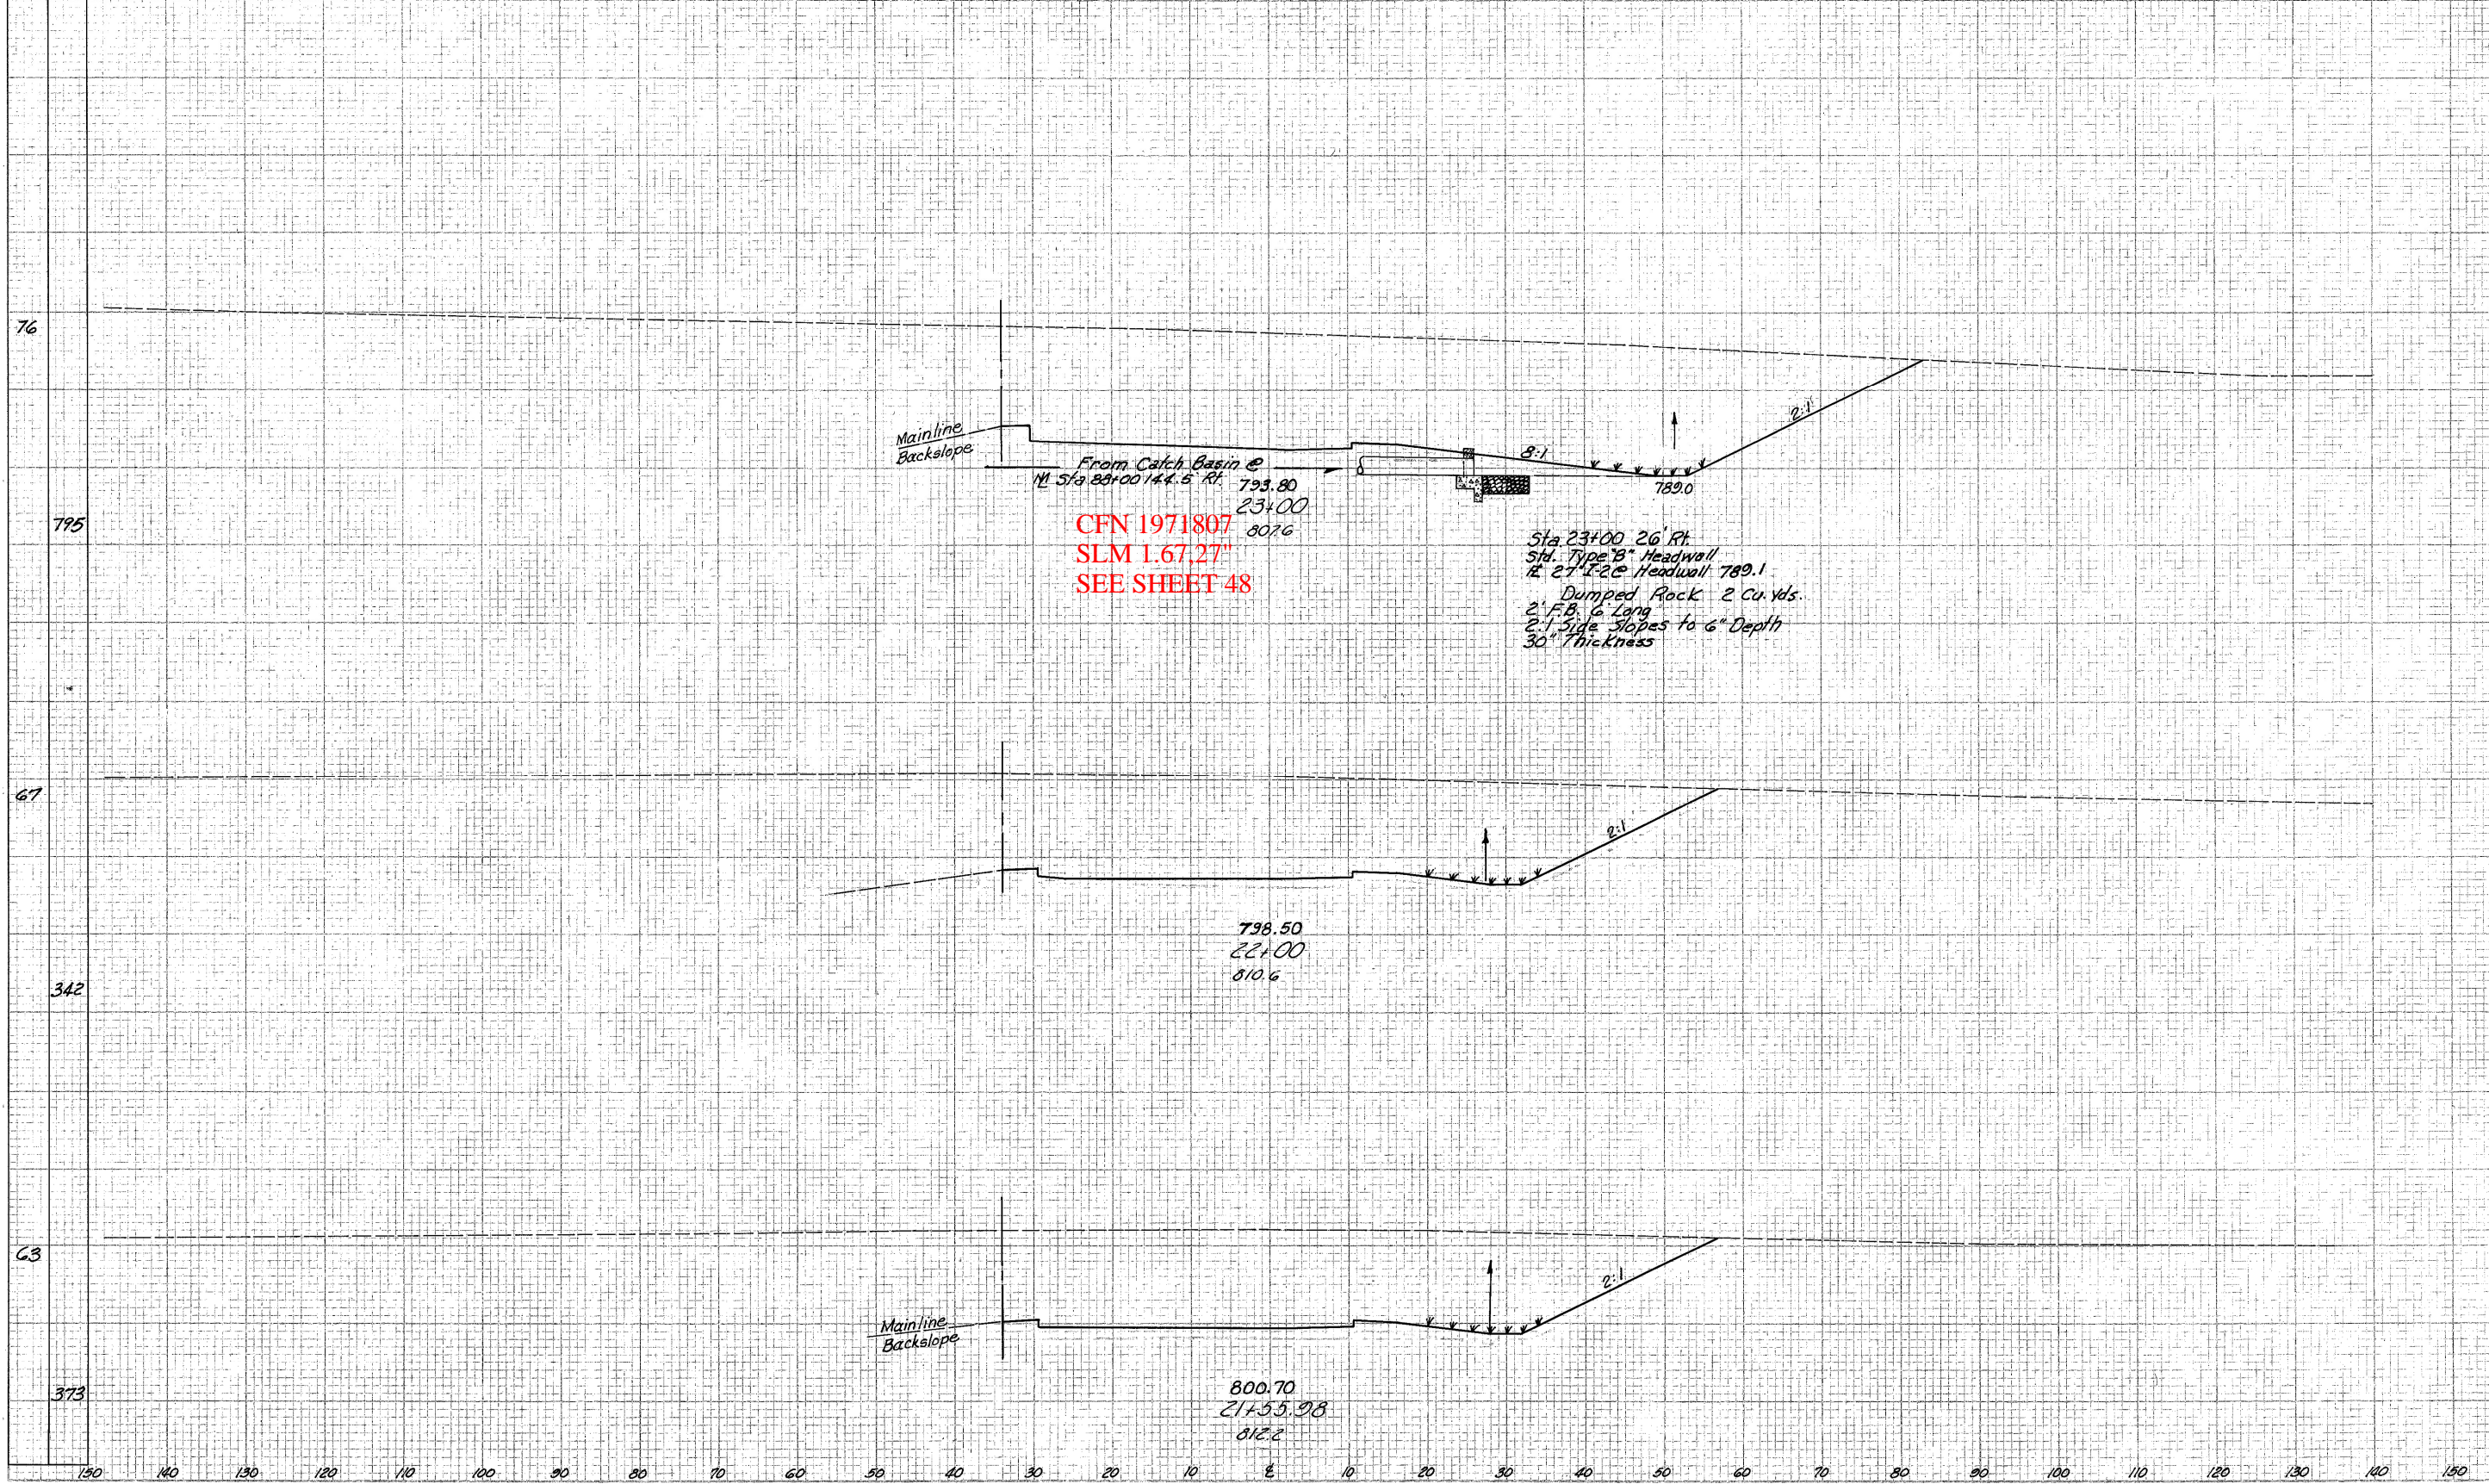 76
Mainline
Backslope
From Catch Basin @
Sta 88+00 144.5' Rt.
8:1
2:1
789.0
793.80
23+00
807.6
795
CFN 1971807
SLM 1.67,27"
SEE SHEET 48
Sta. 23+00 26' Rt.
Std. Type "B" Headwall
27" I-2@ Headwall 789.1
Dumped Rock 2 Cu. Yds.
2' F.B. 6' Long
2:1 Side Slopes to 6" Depth
30" Thickness
67
2:1
798.50
22+00
810.6
342
63
2:1
Mainline
Backslope
800.70
21+55.98
812.2
373
150 140 130 120 110 100 90 80 70 60 50 40 30 20 10 ℄ 10 20 30 40 50 60 70 80 90 100 110 120 130 140 150